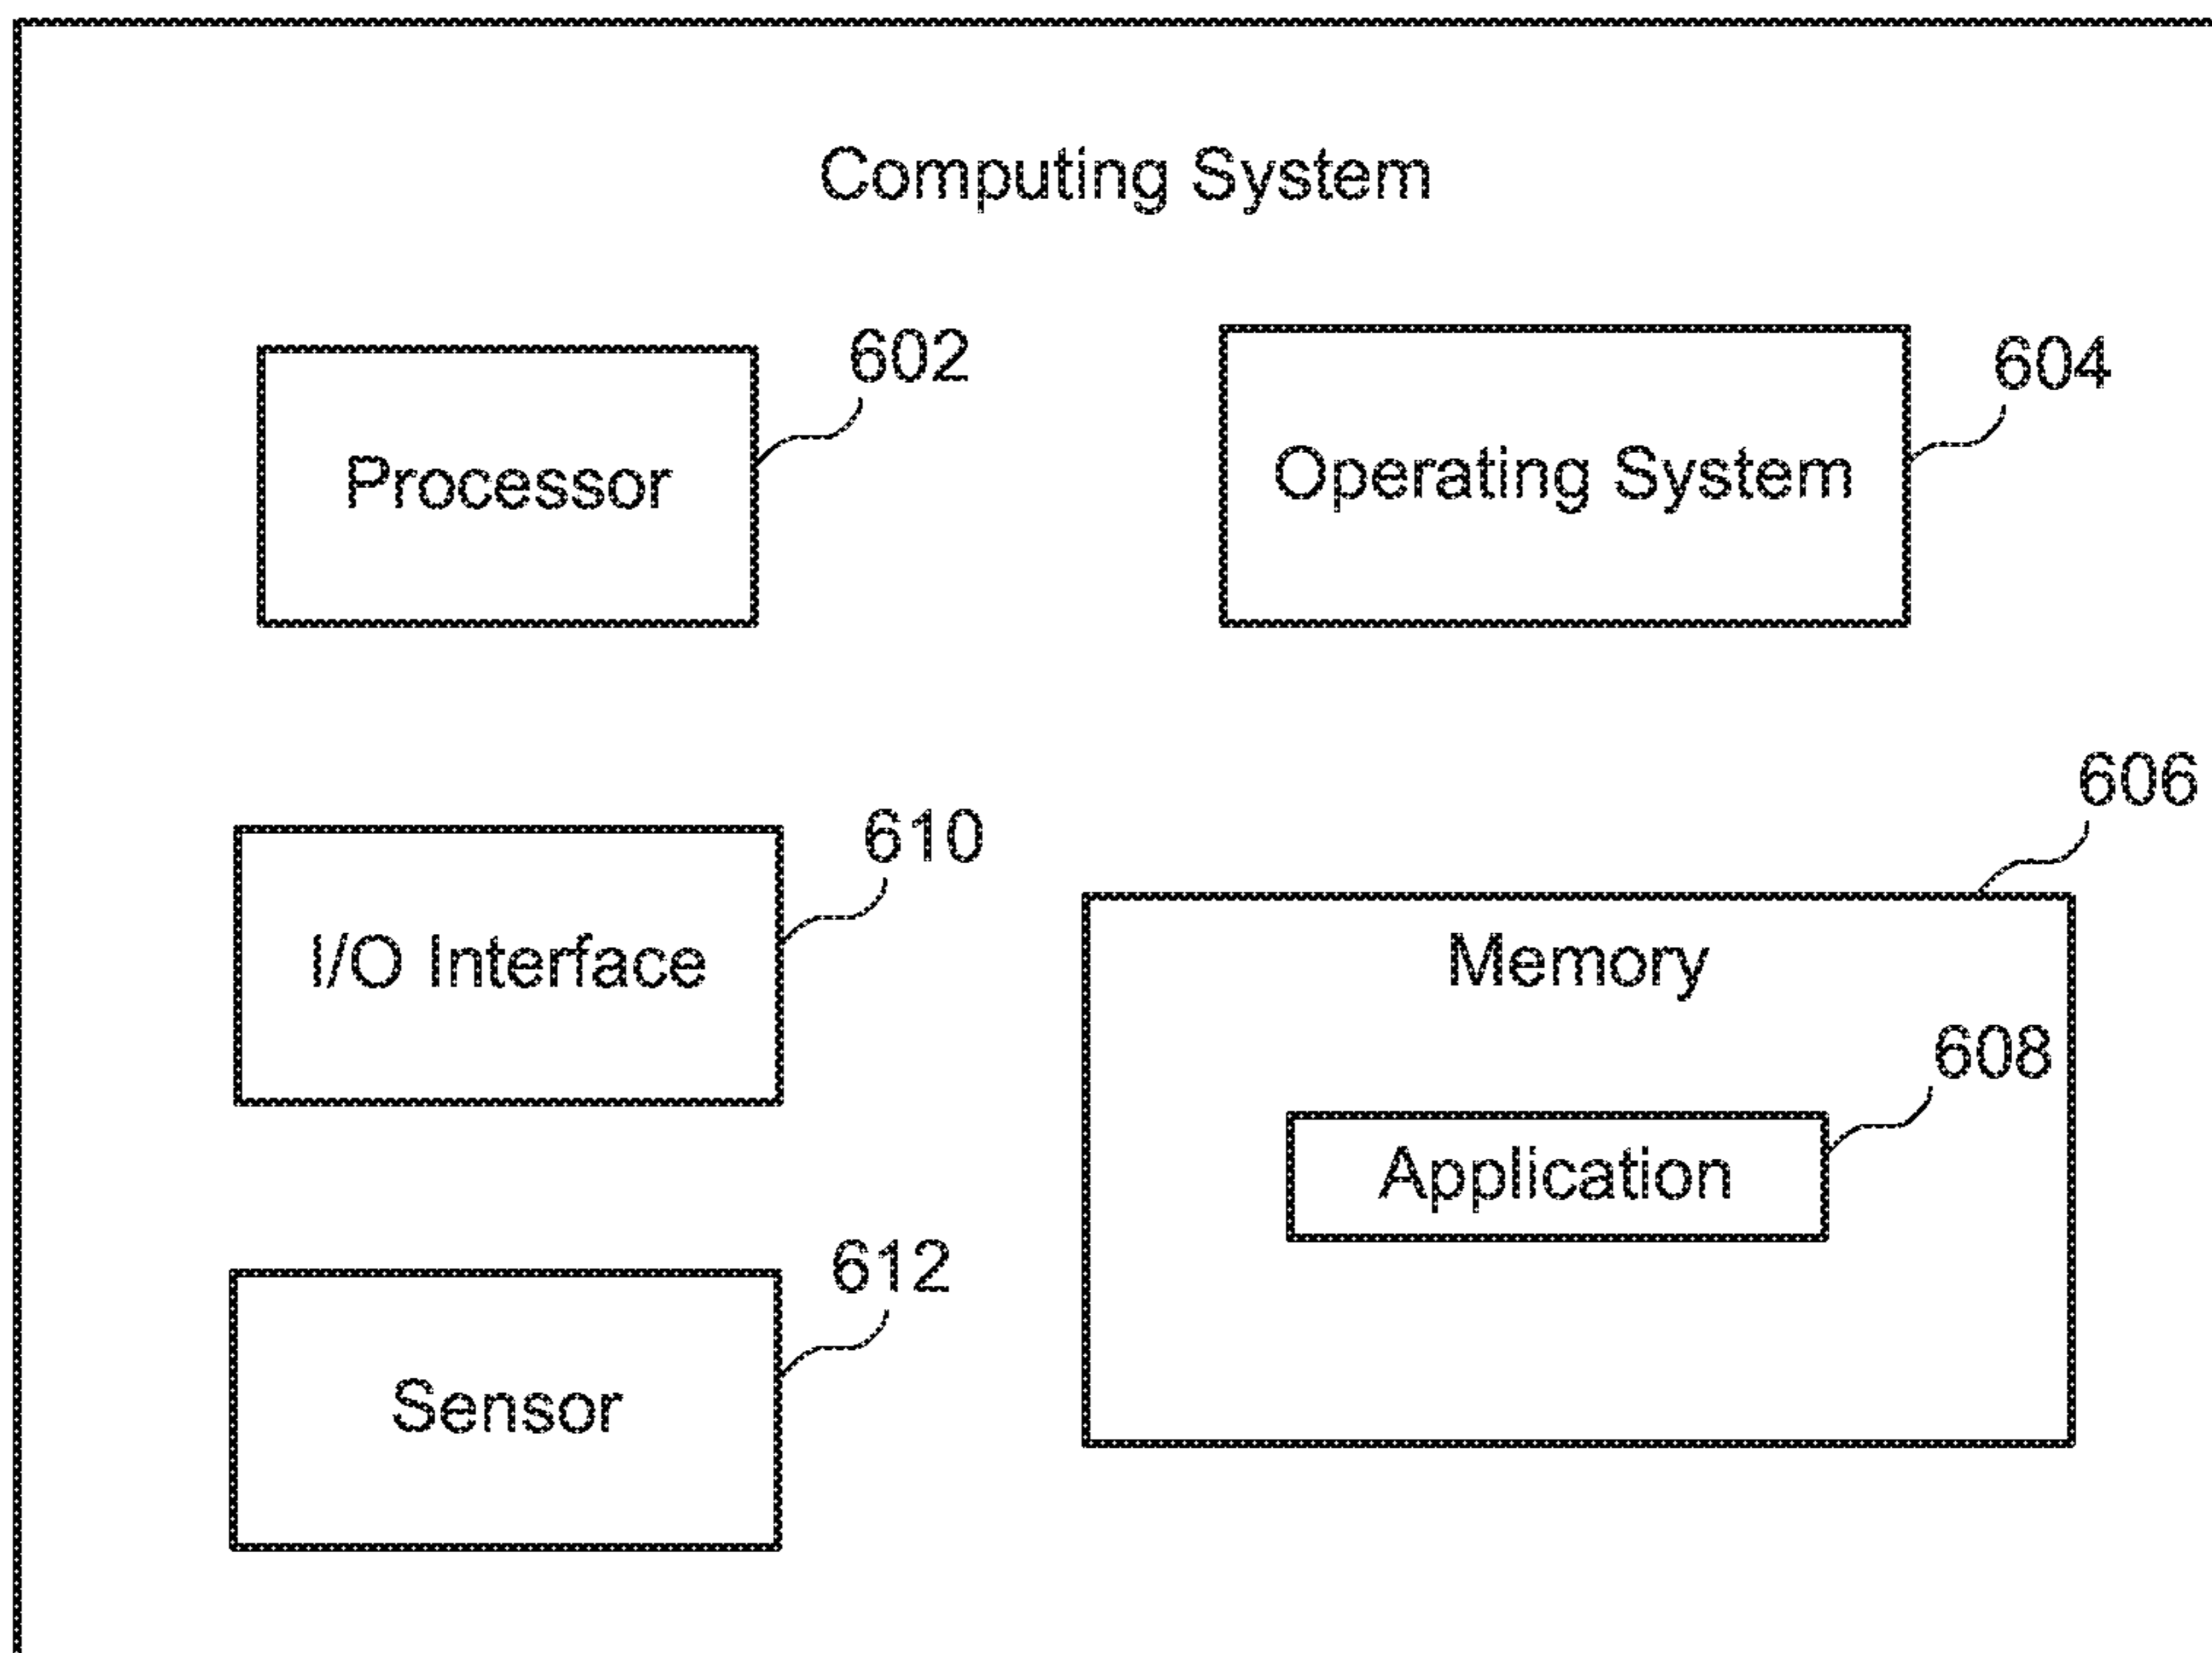 Computing System
602
Processor
604
Operating System
610
I/O Interface
606
Memory
608
Application
612
Sensor